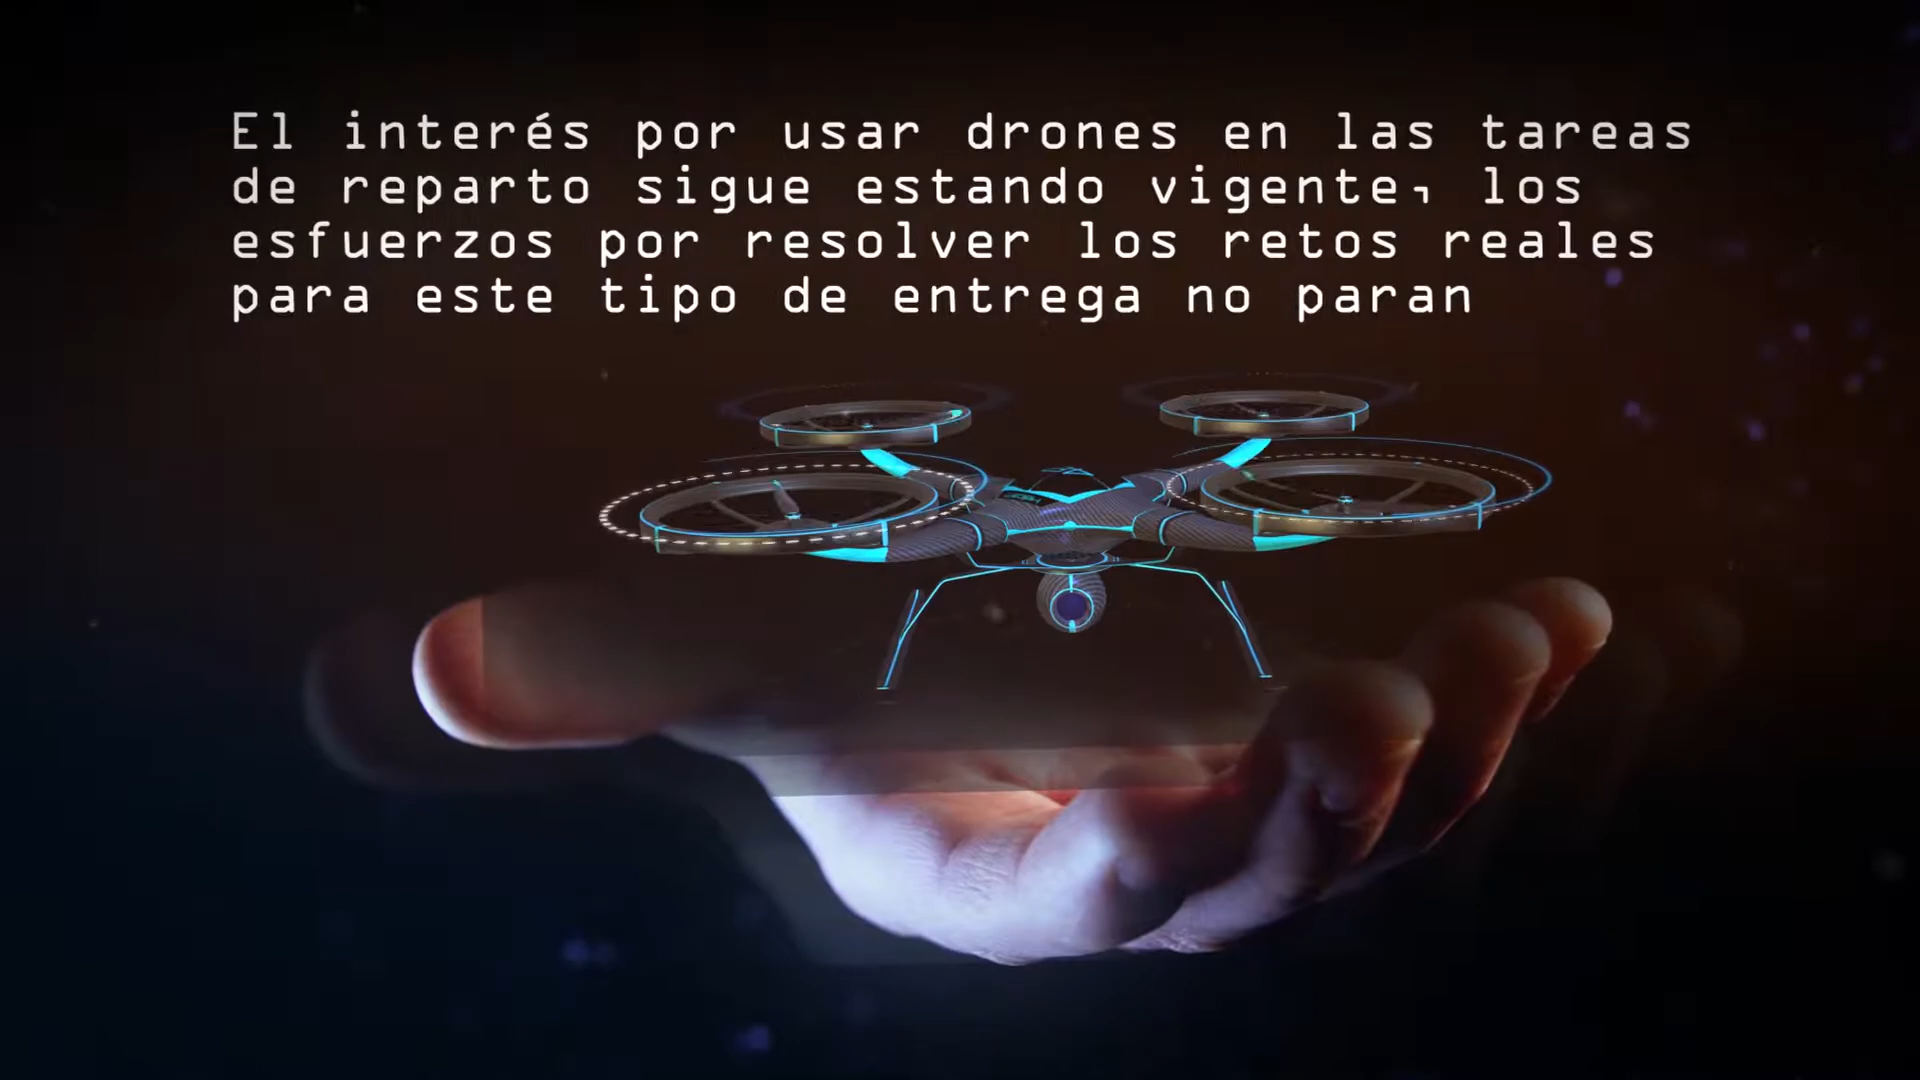 El interés por usar drones en las tareas
de reparto sigue estando vigente, los
esfuerzos por resolver los retos reales
para este tipo de entrega no paran